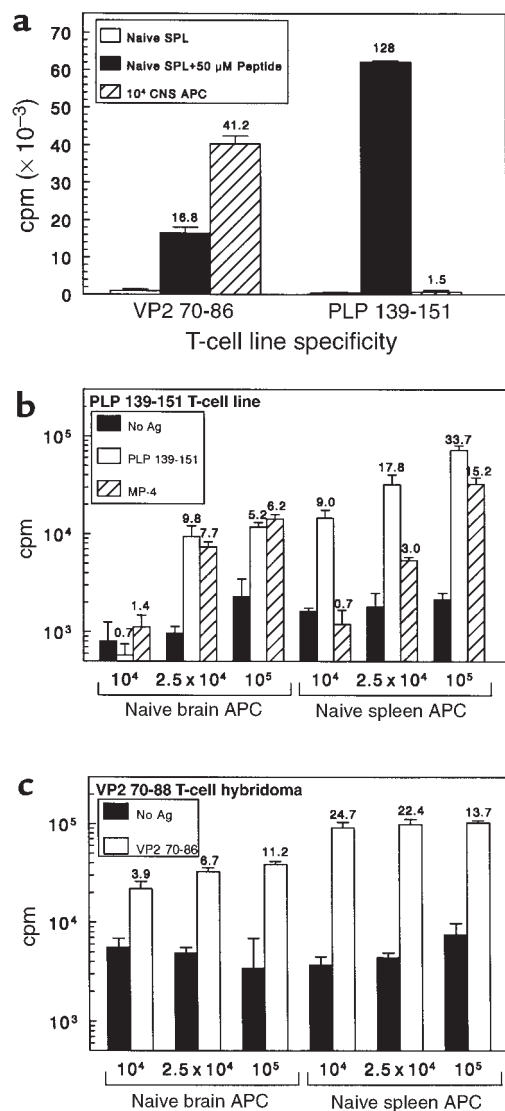 a
cpm (× 10⁻³)
70
60
50
40
30
20
10
0
Naive SPL
Naive SPL+50 µM Peptide
10⁴ CNS APC
16.8
41.2
128
1.5
VP2 70-86
PLP 139-151
T-cell line specificity
b
PLP 139-151 T-cell line
No Ag
PLP 139-151
MP-4
cpm
10⁵
10⁴
10³
0.7
1.4
9.8
7.7
5.2
6.2
9.0
0.7
17.8
3.0
33.7
15.2
10⁴
2.5 x 10⁴
10⁵
10⁴
2.5 x 10⁴
10⁵
Naive brain APC
Naive spleen APC
c
VP2 70-88 T-cell hybridoma
No Ag
VP2 70-86
cpm
10⁵
10⁴
10³
3.9
6.7
11.2
24.7
22.4
13.7
10⁴
2.5 x 10⁴
10⁵
10⁴
2.5 x 10⁴
10⁵
Naive brain APC
Naive spleen APC